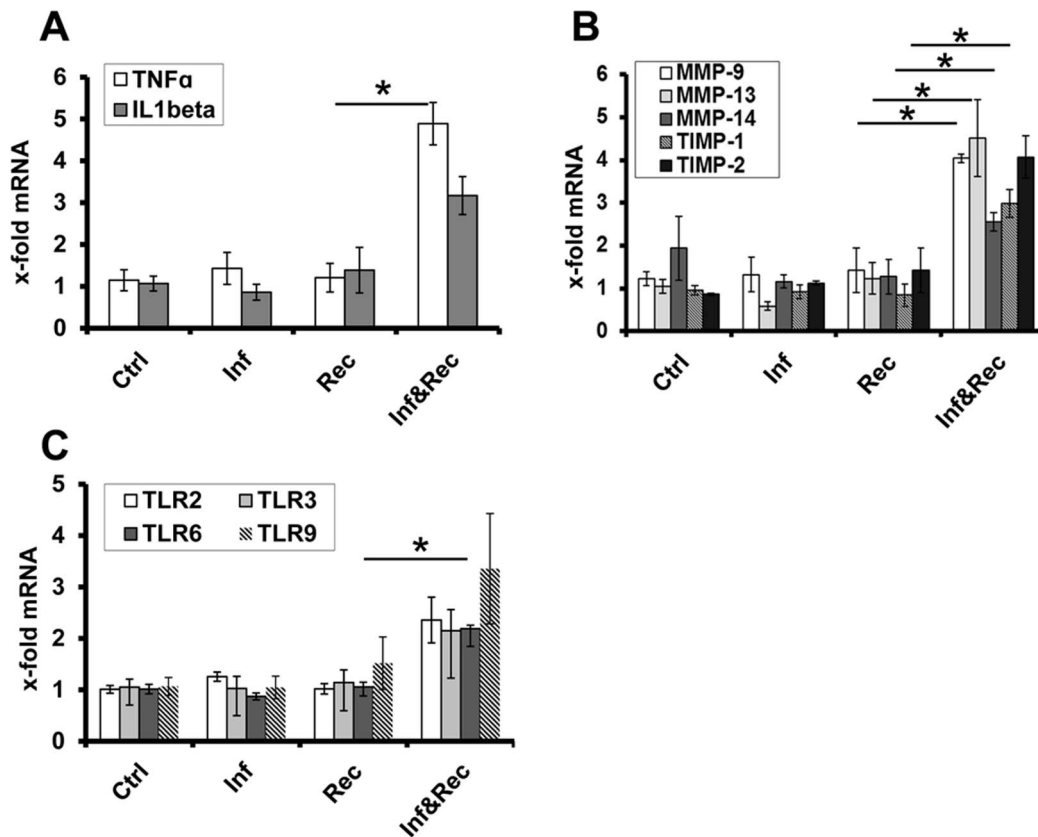 A
TNFα
IL1beta
x-fold mRNA
6
5
4
3
2
1
0
*
Ctrl
Inf
Rec
Inf&Rec
B
MMP-9
MMP-13
MMP-14
TIMP-1
TIMP-2
x-fold mRNA
6
5
4
3
2
1
0
*
*
*
*
Ctrl
Inf
Rec
Inf&Rec
C
TLR2 TLR3
TLR6 TLR9
x-fold mRNA
5
4
3
2
1
0
*
Ctrl
Inf
Rec
Inf&Rec